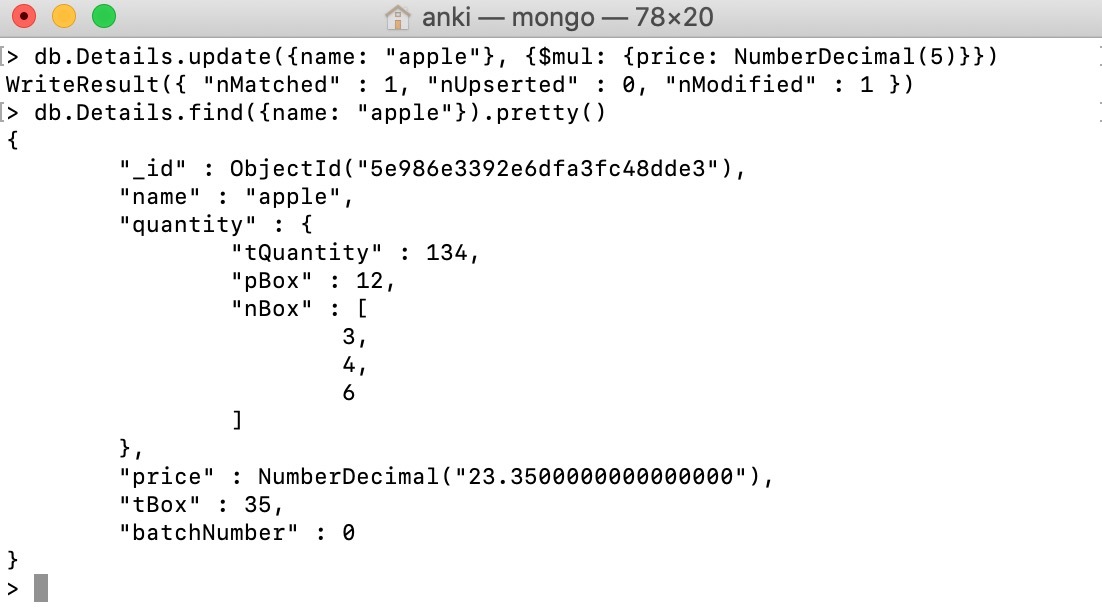 anki — mongo — 78×20
[> db.Details.update({name: "apple"}, {$mul: {price: NumberDecimal(5)}})
WriteResult({ "nMatched" : 1, "nUpserted" : 0, "nModified" : 1 })
[> db.Details.find({name: "apple"}).pretty()
{
        "_id" : ObjectId("5e986e3392e6dfa3fc48dde3"),
        "name" : "apple",
        "quantity" : {
                "tQuantity" : 134,
                "pBox" : 12,
                "nBox" : [
                        3,
                        4,
                        6
                ]
        },
        "price" : NumberDecimal("23.3500000000000000"),
        "tBox" : 35,
        "batchNumber" : 0
}
>